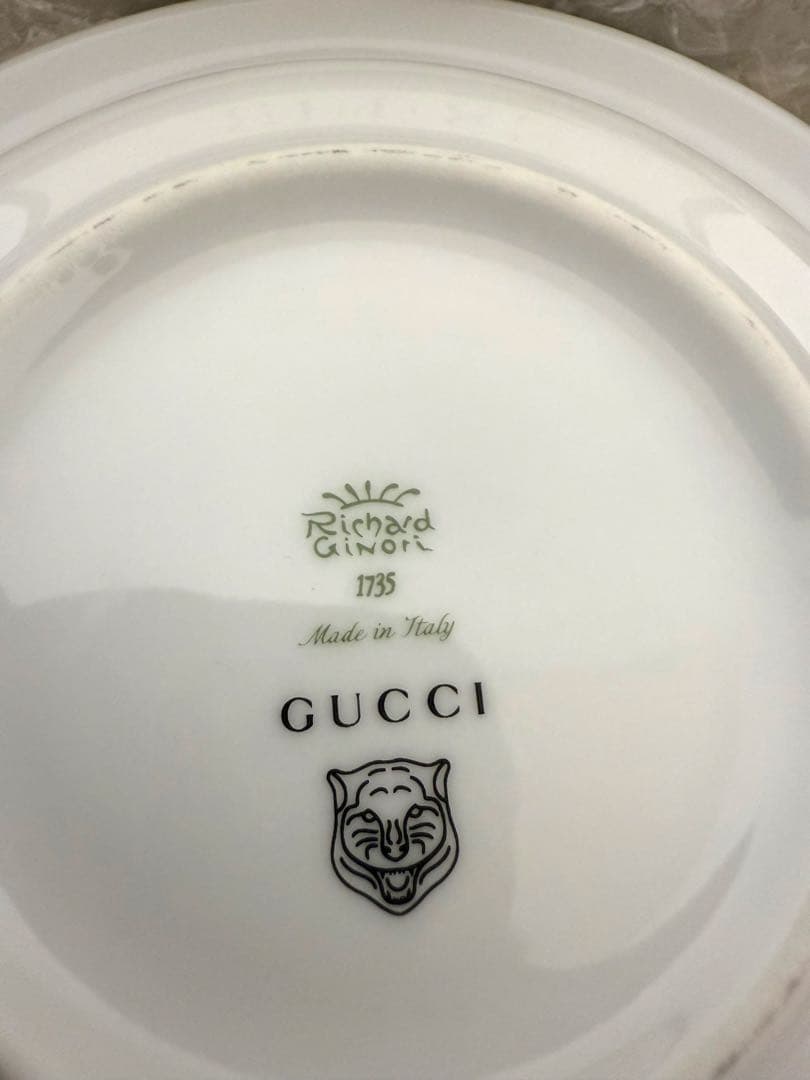 Richard
Ginori
1735
Made in Italy
GUCCI